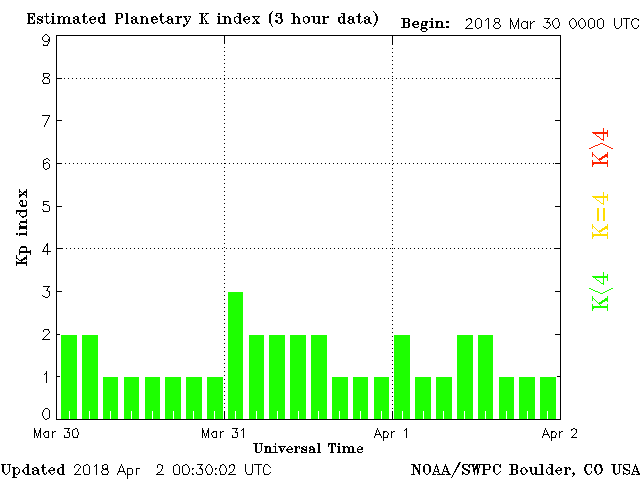 Estimated Planetary K index (3 hour data) Begin: 2018 Mar 30 0000 UTC
9
8
7
6
5
4
3
2
1
0
Kp index
K>4
K=4
K<4
Mar 30 Mar 31 Apr 1 Apr 2
Universal Time
Updated 2018 Apr 2 00:30:02 UTC NOAA/SWPC Boulder, CO USA